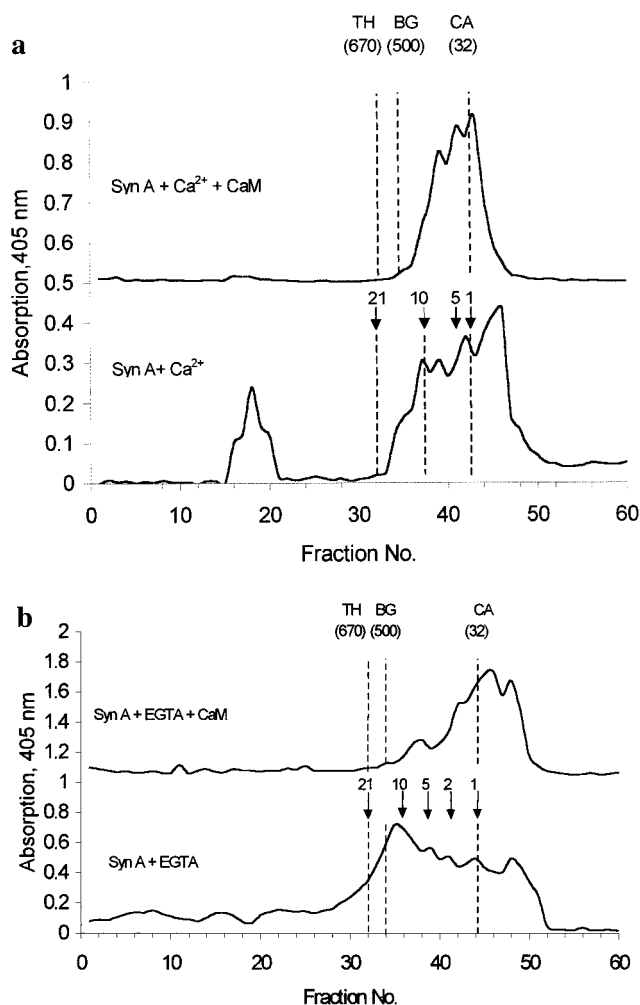 a
TH BG CA
(670) (500) (32)
1
0.9
0.8
0.7
0.6
0.5
0.4
0.3
0.2
0.1
0
Absorption,405 nm
Syn A + Ca²⁺ + CaM
21 10 5 1
Syn A+ Ca²⁺
0 10 20 30 40 50 60
Fraction No.
b
TH BG CA
(670) (500) (32)
2
1.8
1.6
1.4
1.2
1
0.8
0.6
0.4
0.2
0
Absorption, 405 nm
Syn A + EGTA + CaM
21 10 5 2 1
Syn A + EGTA
0 10 20 30 40 50 60
Fraction No.